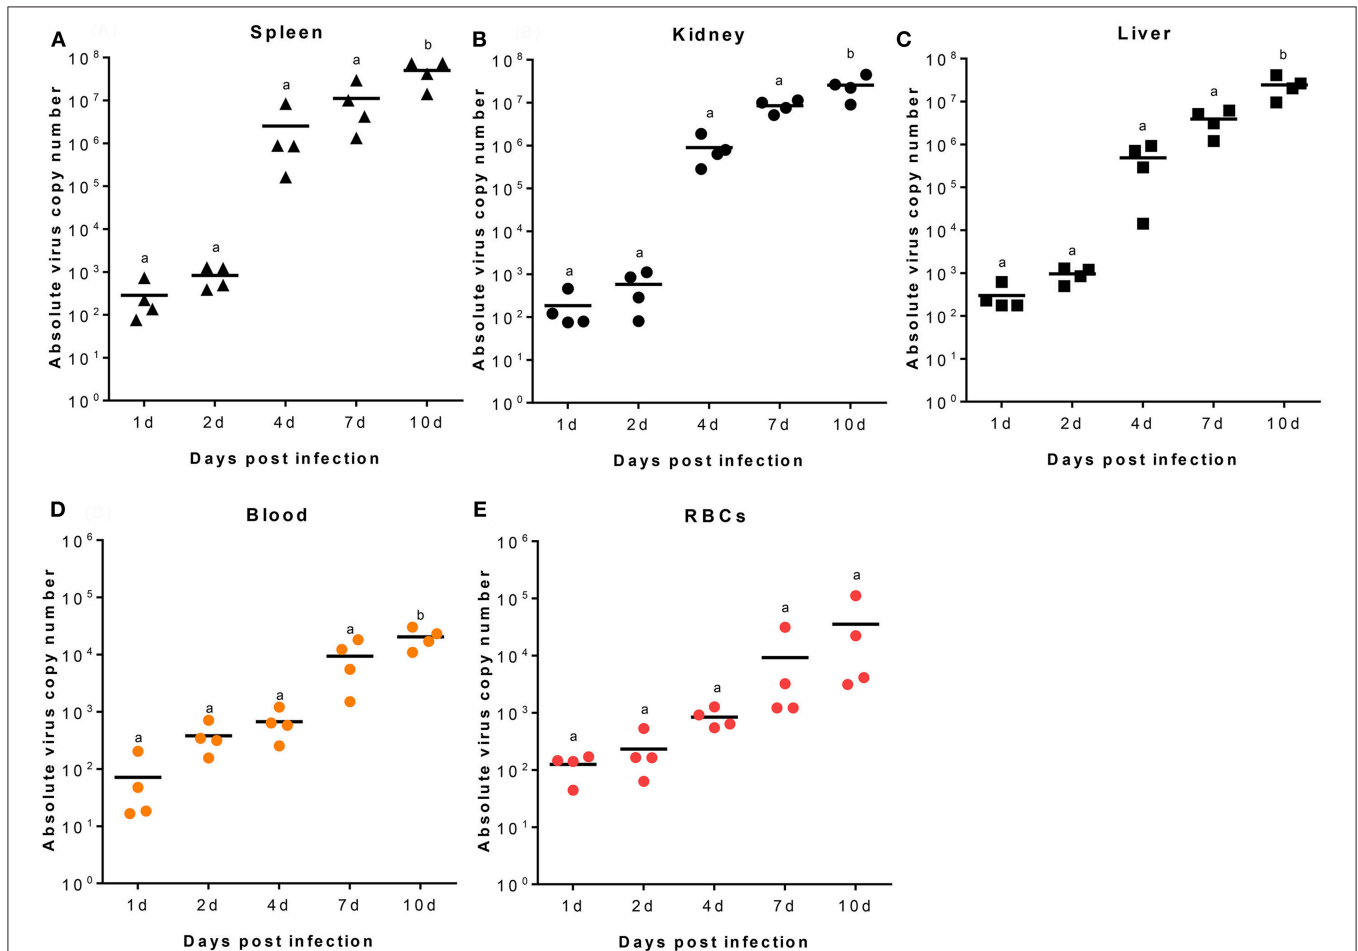 A Spleen
Absolute virus copy number
10^8
10^7
10^6
10^5
10^4
10^3
10^2
10^1
10^0
a a a a b
1d 2d 4d 7d 10d
Days post infection
B Kidney
Absolute virus copy number
10^8
10^7
10^6
10^5
10^4
10^3
10^2
10^1
10^0
a a a a b
1d 2d 4d 7d 10d
Days post infection
C Liver
Absolute virus copy number
10^8
10^7
10^6
10^5
10^4
10^3
10^2
10^1
10^0
a a a a b
1d 2d 4d 7d 10d
Days post infection
D Blood
Absolute virus copy number
10^6
10^5
10^4
10^3
10^2
10^1
10^0
a a a a b
1d 2d 4d 7d 10d
Days post infection
E RBCs
Absolute virus copy number
10^6
10^5
10^4
10^3
10^2
10^1
10^0
a a a a a
1d 2d 4d 7d 10d
Days post infection